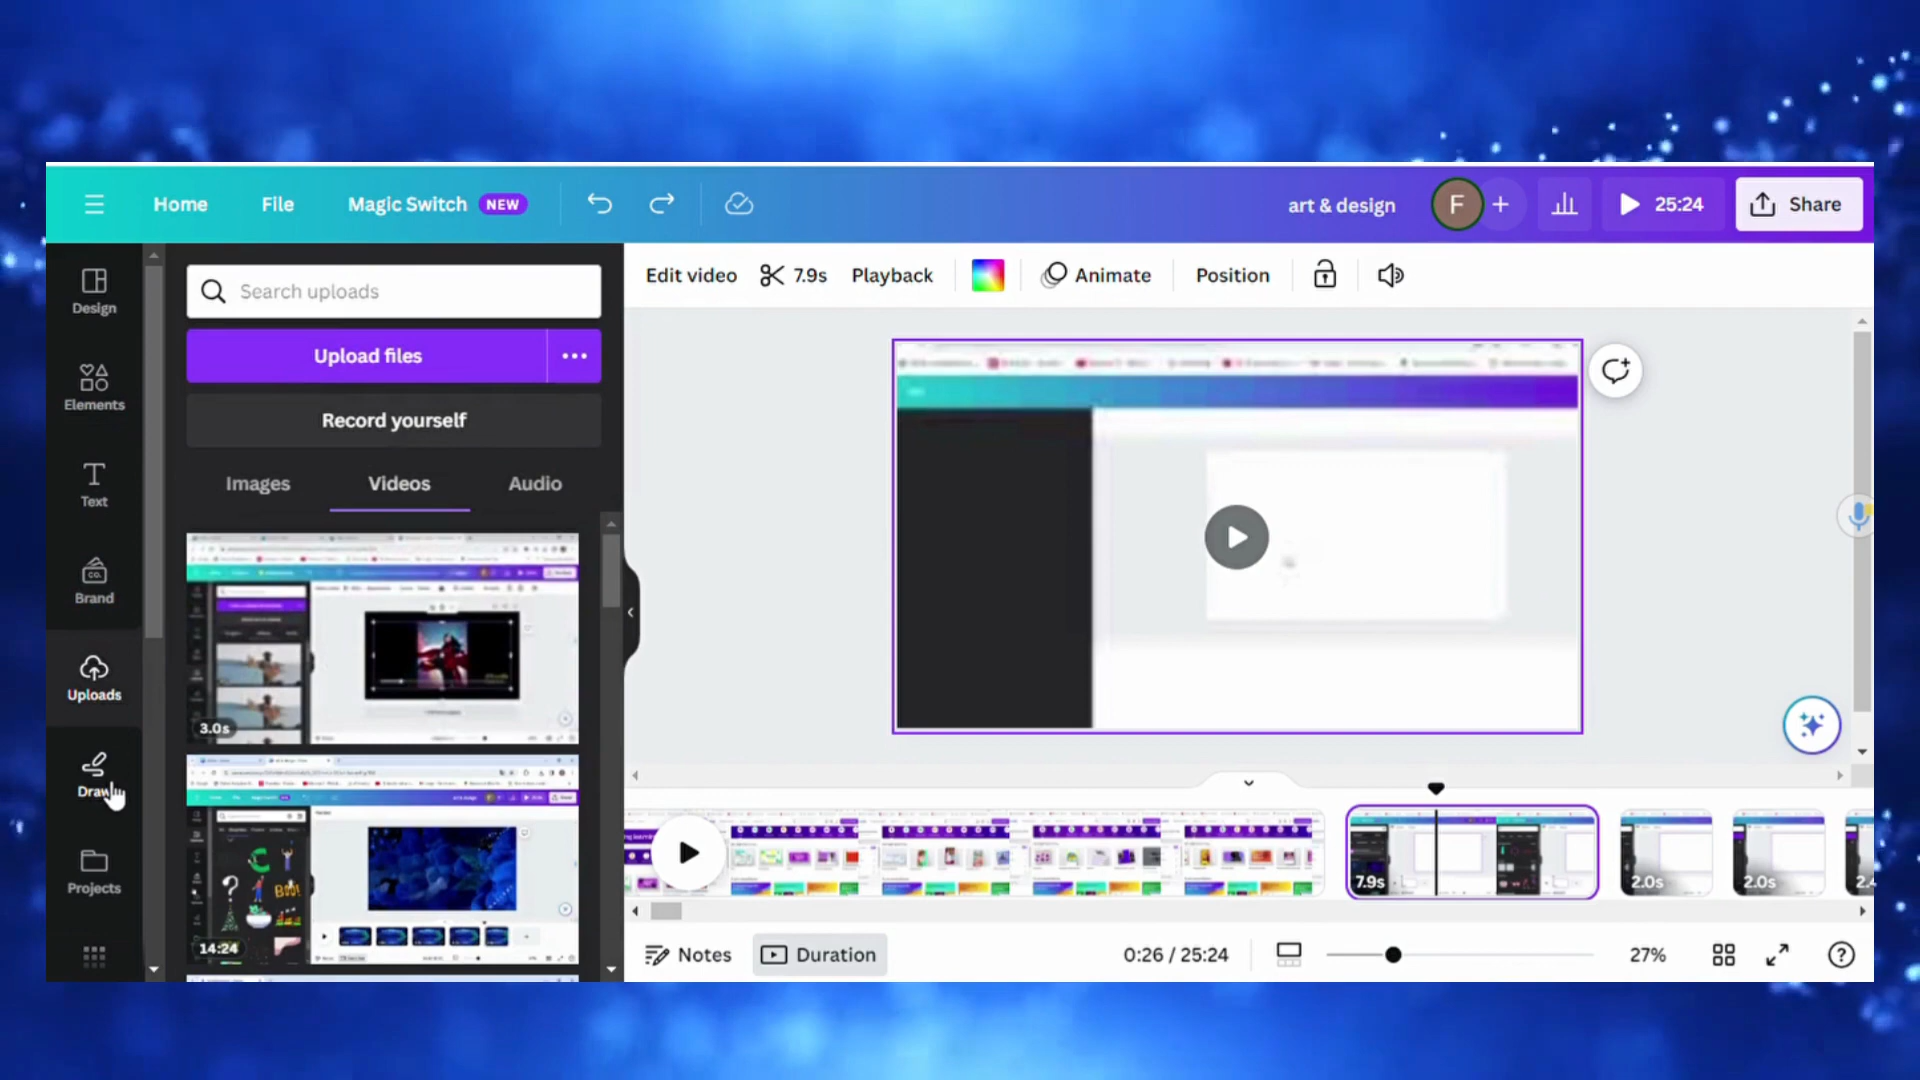 Home File Magic Switch NEW art & design F + 25:24 Share
Design
Elements
Text
Brand
Uploads
Draw
Projects
Search uploads
Upload files
Record yourself
Images Videos Audio
3.0s
14:24
Edit video 7.9s Playback Animate Position
7.9s 2.0s 2.0s
Notes Duration 0:26 / 25:24 27%